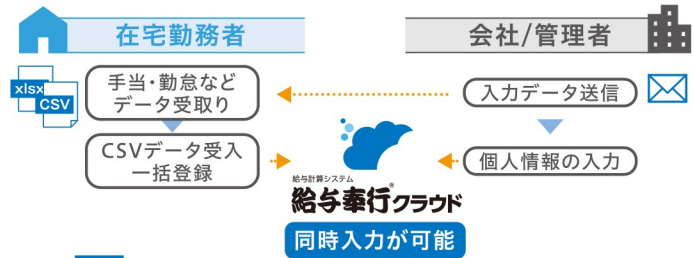 在宅勤務者
会社/管理者
xlsx
CSV
手当・勤怠など
データ受取り
入力データ送信
CSVデータ受入
一括登録
個人情報の入力
給与計算システム
給与奉行クラウド®
同時入力が可能